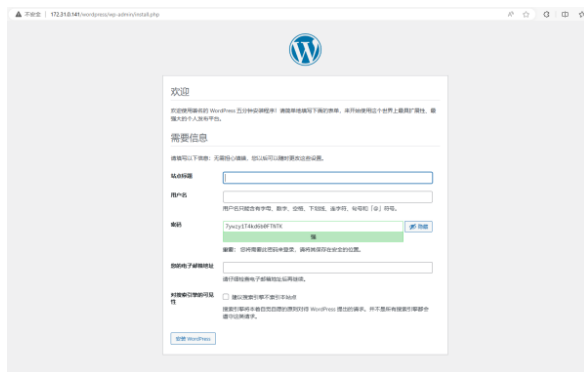 不安全 | 172.31.0.141/wordpress/wp-admin/install.php
欢迎
欢迎使用著名的 WordPress 五分钟安装程序！请简单地填写下面的表单，来开始使用这个世界上最具扩展性、最
强大的个人发布平台。
需要信息
请填写以下信息。无需担心填错，您以后可以随时更改这些设置。
站点标题
用户名
用户名只能含有字母、数字、空格、下划线、连字符、句号和「@」符号。
密码
隐藏
强
重要：您将需要此密码来登录，请将其保存在安全的位置。
您的电子邮箱地址
请仔细检查电子邮箱地址后再继续。
对搜索引擎的可见
性
建议搜索引擎不索引本站点
搜索引擎将本着自觉自愿的原则对待 WordPress 提出的请求。并不是所有搜索引擎都会
遵守这类请求。
安装 WordPress